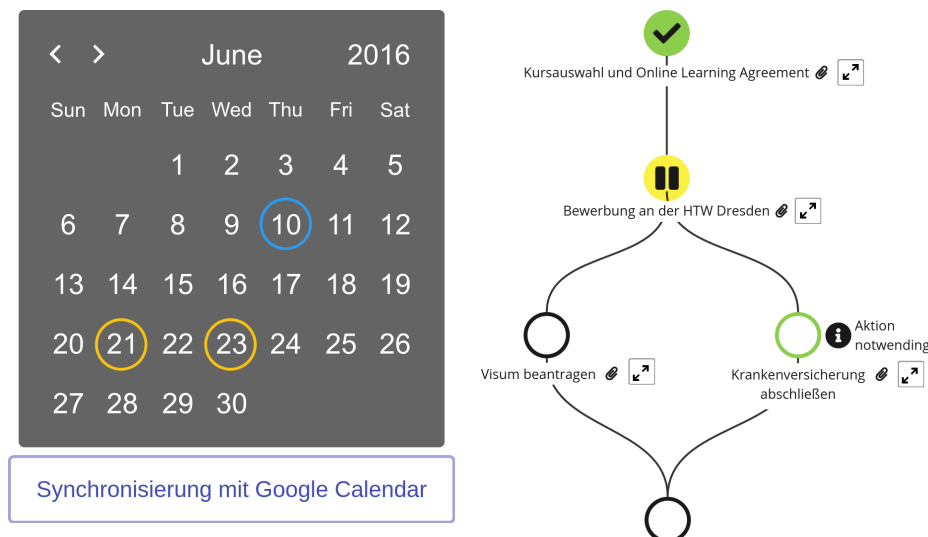 June 2016
Sun Mon Tue Wed Thu Fri Sat
1 2 3 4 5
6 7 8 9 10 11 12
13 14 15 16 17 18 19
20 21 22 23 24 25 26
27 28 29 30
Synchronisierung mit Google Calendar
Kursauswahl und Online Learning Agreement
Bewerbung an der HTW Dresden
Visum beantragen
Aktion
notwending
Krankenversicherung
abschließen